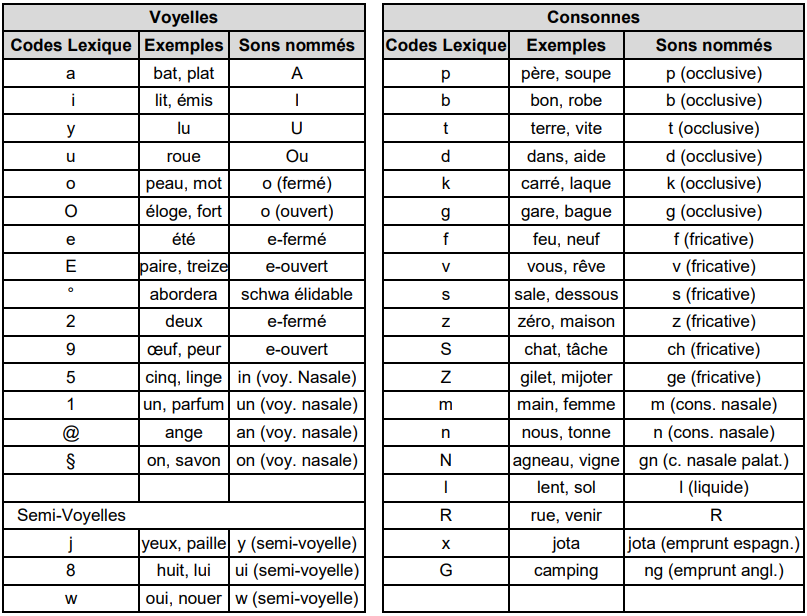 Voyelles
Codes Lexique Exemples Sons nommés
a bat, plat A
i lit, émis I
y lu U
u roue Ou
o peau, mot o (fermé)
O éloge, fort o (ouvert)
e été e-fermé
E paire, treize e-ouvert
° abordera schwa élidable
2 deux e-fermé
9 œuf, peur e-ouvert
5 cinq, linge in (voy. Nasale)
1 un, parfum un (voy. nasale)
@ ange an (voy. nasale)
§ on, savon on (voy. nasale)
Semi-Voyelles
j yeux, paille y (semi-voyelle)
8 huit, lui ui (semi-voyelle)
w oui, nouer w (semi-voyelle)
Consonnes
Codes Lexique Exemples Sons nommés
p père, soupe p (occlusive)
b bon, robe b (occlusive)
t terre, vite t (occlusive)
d dans, aide d (occlusive)
k carré, laque k (occlusive)
g gare, bague g (occlusive)
f feu, neuf f (fricative)
v vous, rêve v (fricative)
s sale, dessous s (fricative)
z zéro, maison z (fricative)
S chat, tâche ch (fricative)
Z gilet, mijoter ge (fricative)
m main, femme m (cons. nasale)
n nous, tonne n (cons. nasale)
N agneau, vigne gn (c. nasale palat.)
l lent, sol l (liquide)
R rue, venir R
x jota jota (emprunt espagn.)
G camping ng (emprunt angl.)